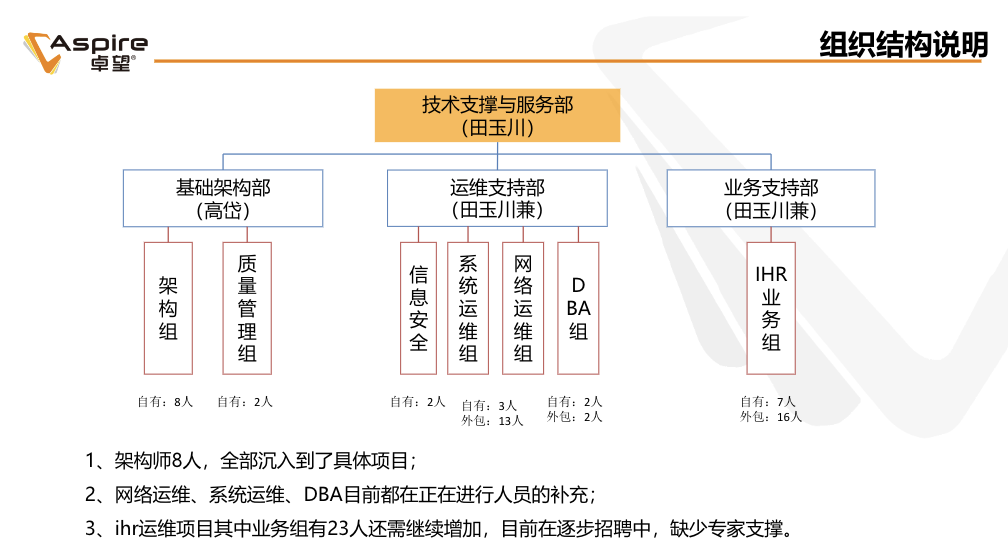 Aspire
卓望®
组织结构说明
技术支撑与服务部
（田玉川）
基础架构部
（高岱）
运维支持部
（田玉川兼）
业务支持部
（田玉川兼）
架
构
组
质
量
管
理
组
信
息
安
全
系
统
运
维
组
网
络
运
维
组
D
BA
组
IHR
业
务
组
自有：8人
自有：2人
自有：2人
自有：3人
外包：13人
自有：2人
外包：2人
自有：7人
外包：16人
1、架构师8人，全部沉入到了具体项目；
2、网络运维、系统运维、DBA目前都在正在进行人员的补充；
3、ihr运维项目其中业务组有23人还需继续增加，目前在逐步招聘中，缺少专家支撑。